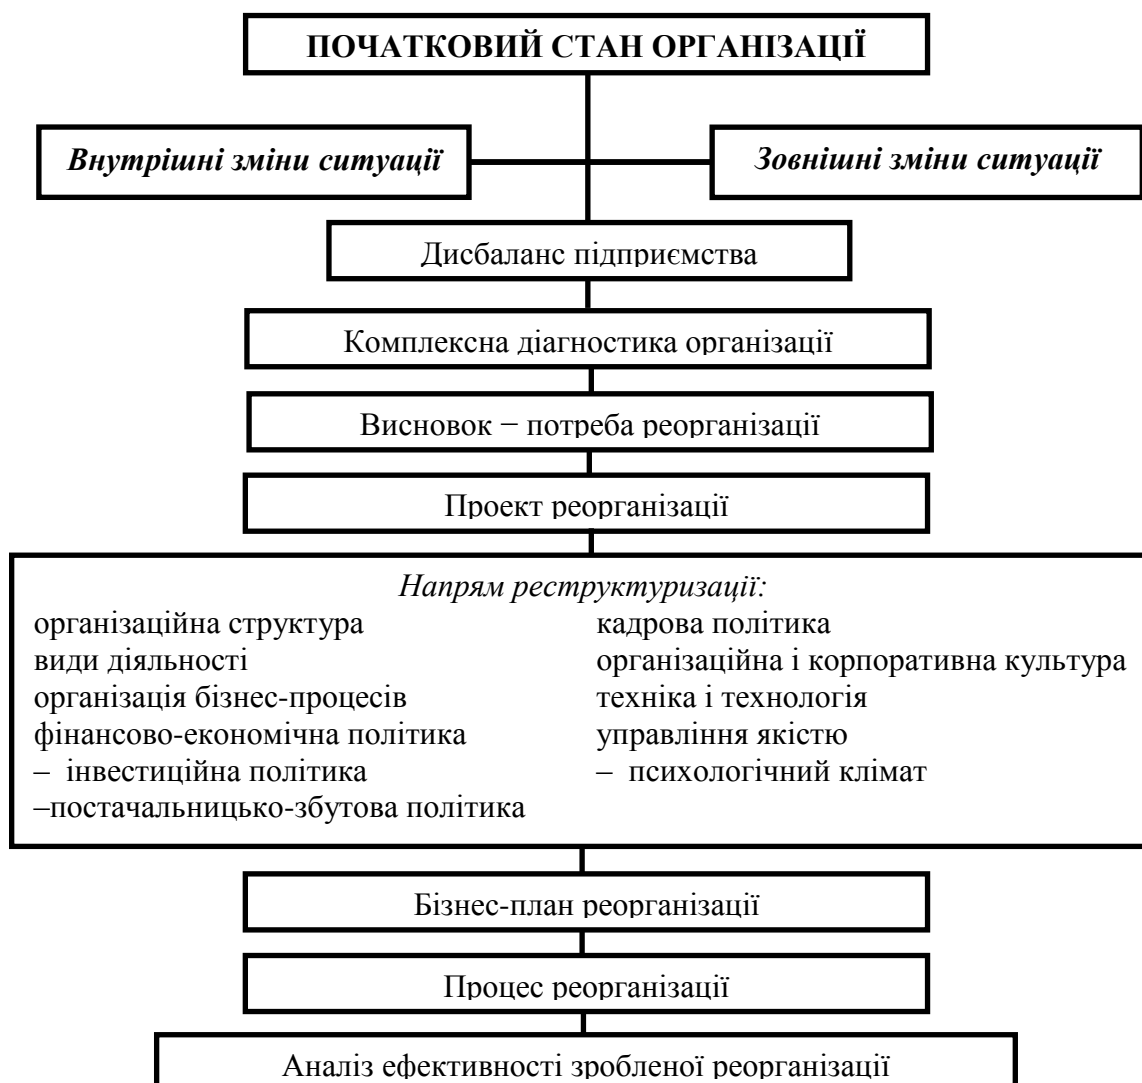 ПОЧАТКОВИЙ СТАН ОРГАНІЗАЦІЇ
Внутрішні зміни ситуації
Зовнішні зміни ситуації
Дисбаланс підприємства
Комплексна діагностика організації
Висновок − потреба реорганізації
Проект реорганізації
Напрям реструктуризації:
організаційна структура
види діяльності
організація бізнес-процесів
фінансово-економічна політика
– інвестиційна політика
–постачальницько-збутова політика
кадрова політика
організаційна і корпоративна культура
техніка і технологія
управління якістю
– психологічний клімат
Бізнес-план реорганізації
Процес реорганізації
Аналіз ефективності зробленої реорганізації